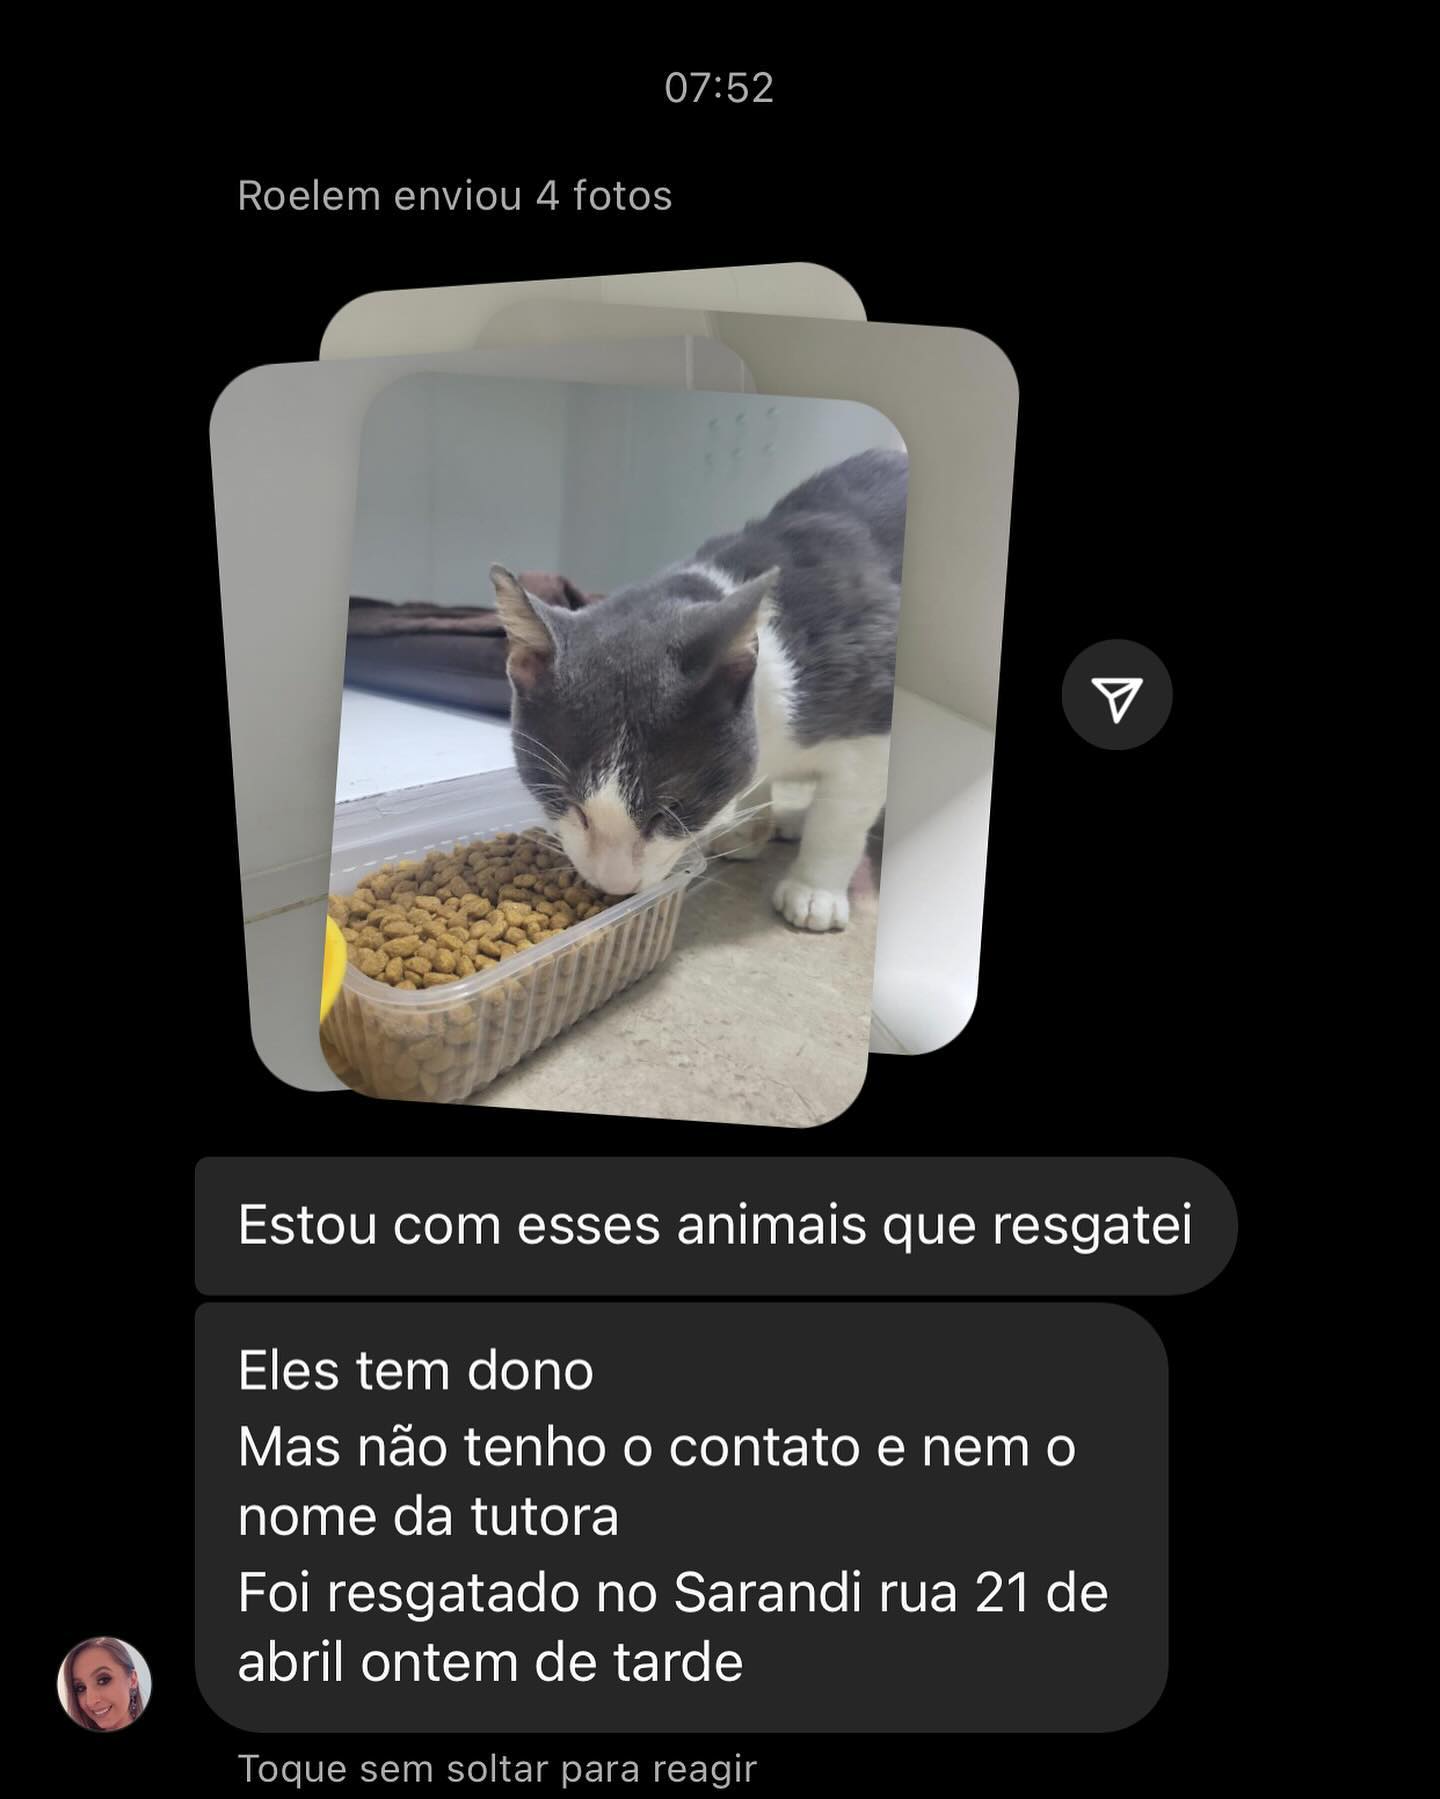 07:52
Roelem enviou 4 fotos
Estou com esses animais que resgatei
Eles tem dono
Mas não tenho o contato e nem o
nome da tutora
Foi resgatado no Sarandi rua 21 de
abril ontem de tarde
Toque sem soltar para reagir